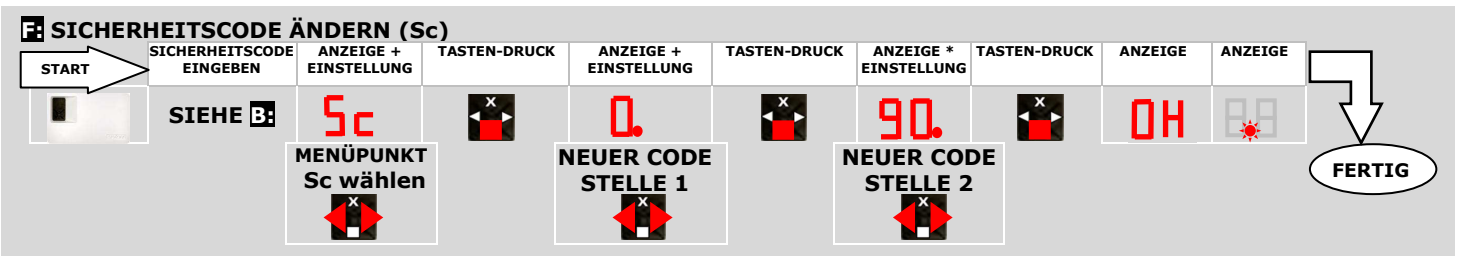 F: SICHERHEITSCODE ÄNDERN (Sc)
START
SICHERHEITSCODE
EINGEBEN
ANZEIGE +
EINSTELLUNG
TASTEN-DRUCK
ANZEIGE +
EINSTELLUNG
TASTEN-DRUCK
ANZEIGE *
EINSTELLUNG
TASTEN-DRUCK
ANZEIGE
ANZEIGE
SIEHE B:
Sc
X
0.
X
90.
X
0H
MENÜPUNKT
Sc wählen
X
NEUER CODE
STELLE 1
X
NEUER CODE
STELLE 2
X
FERTIG